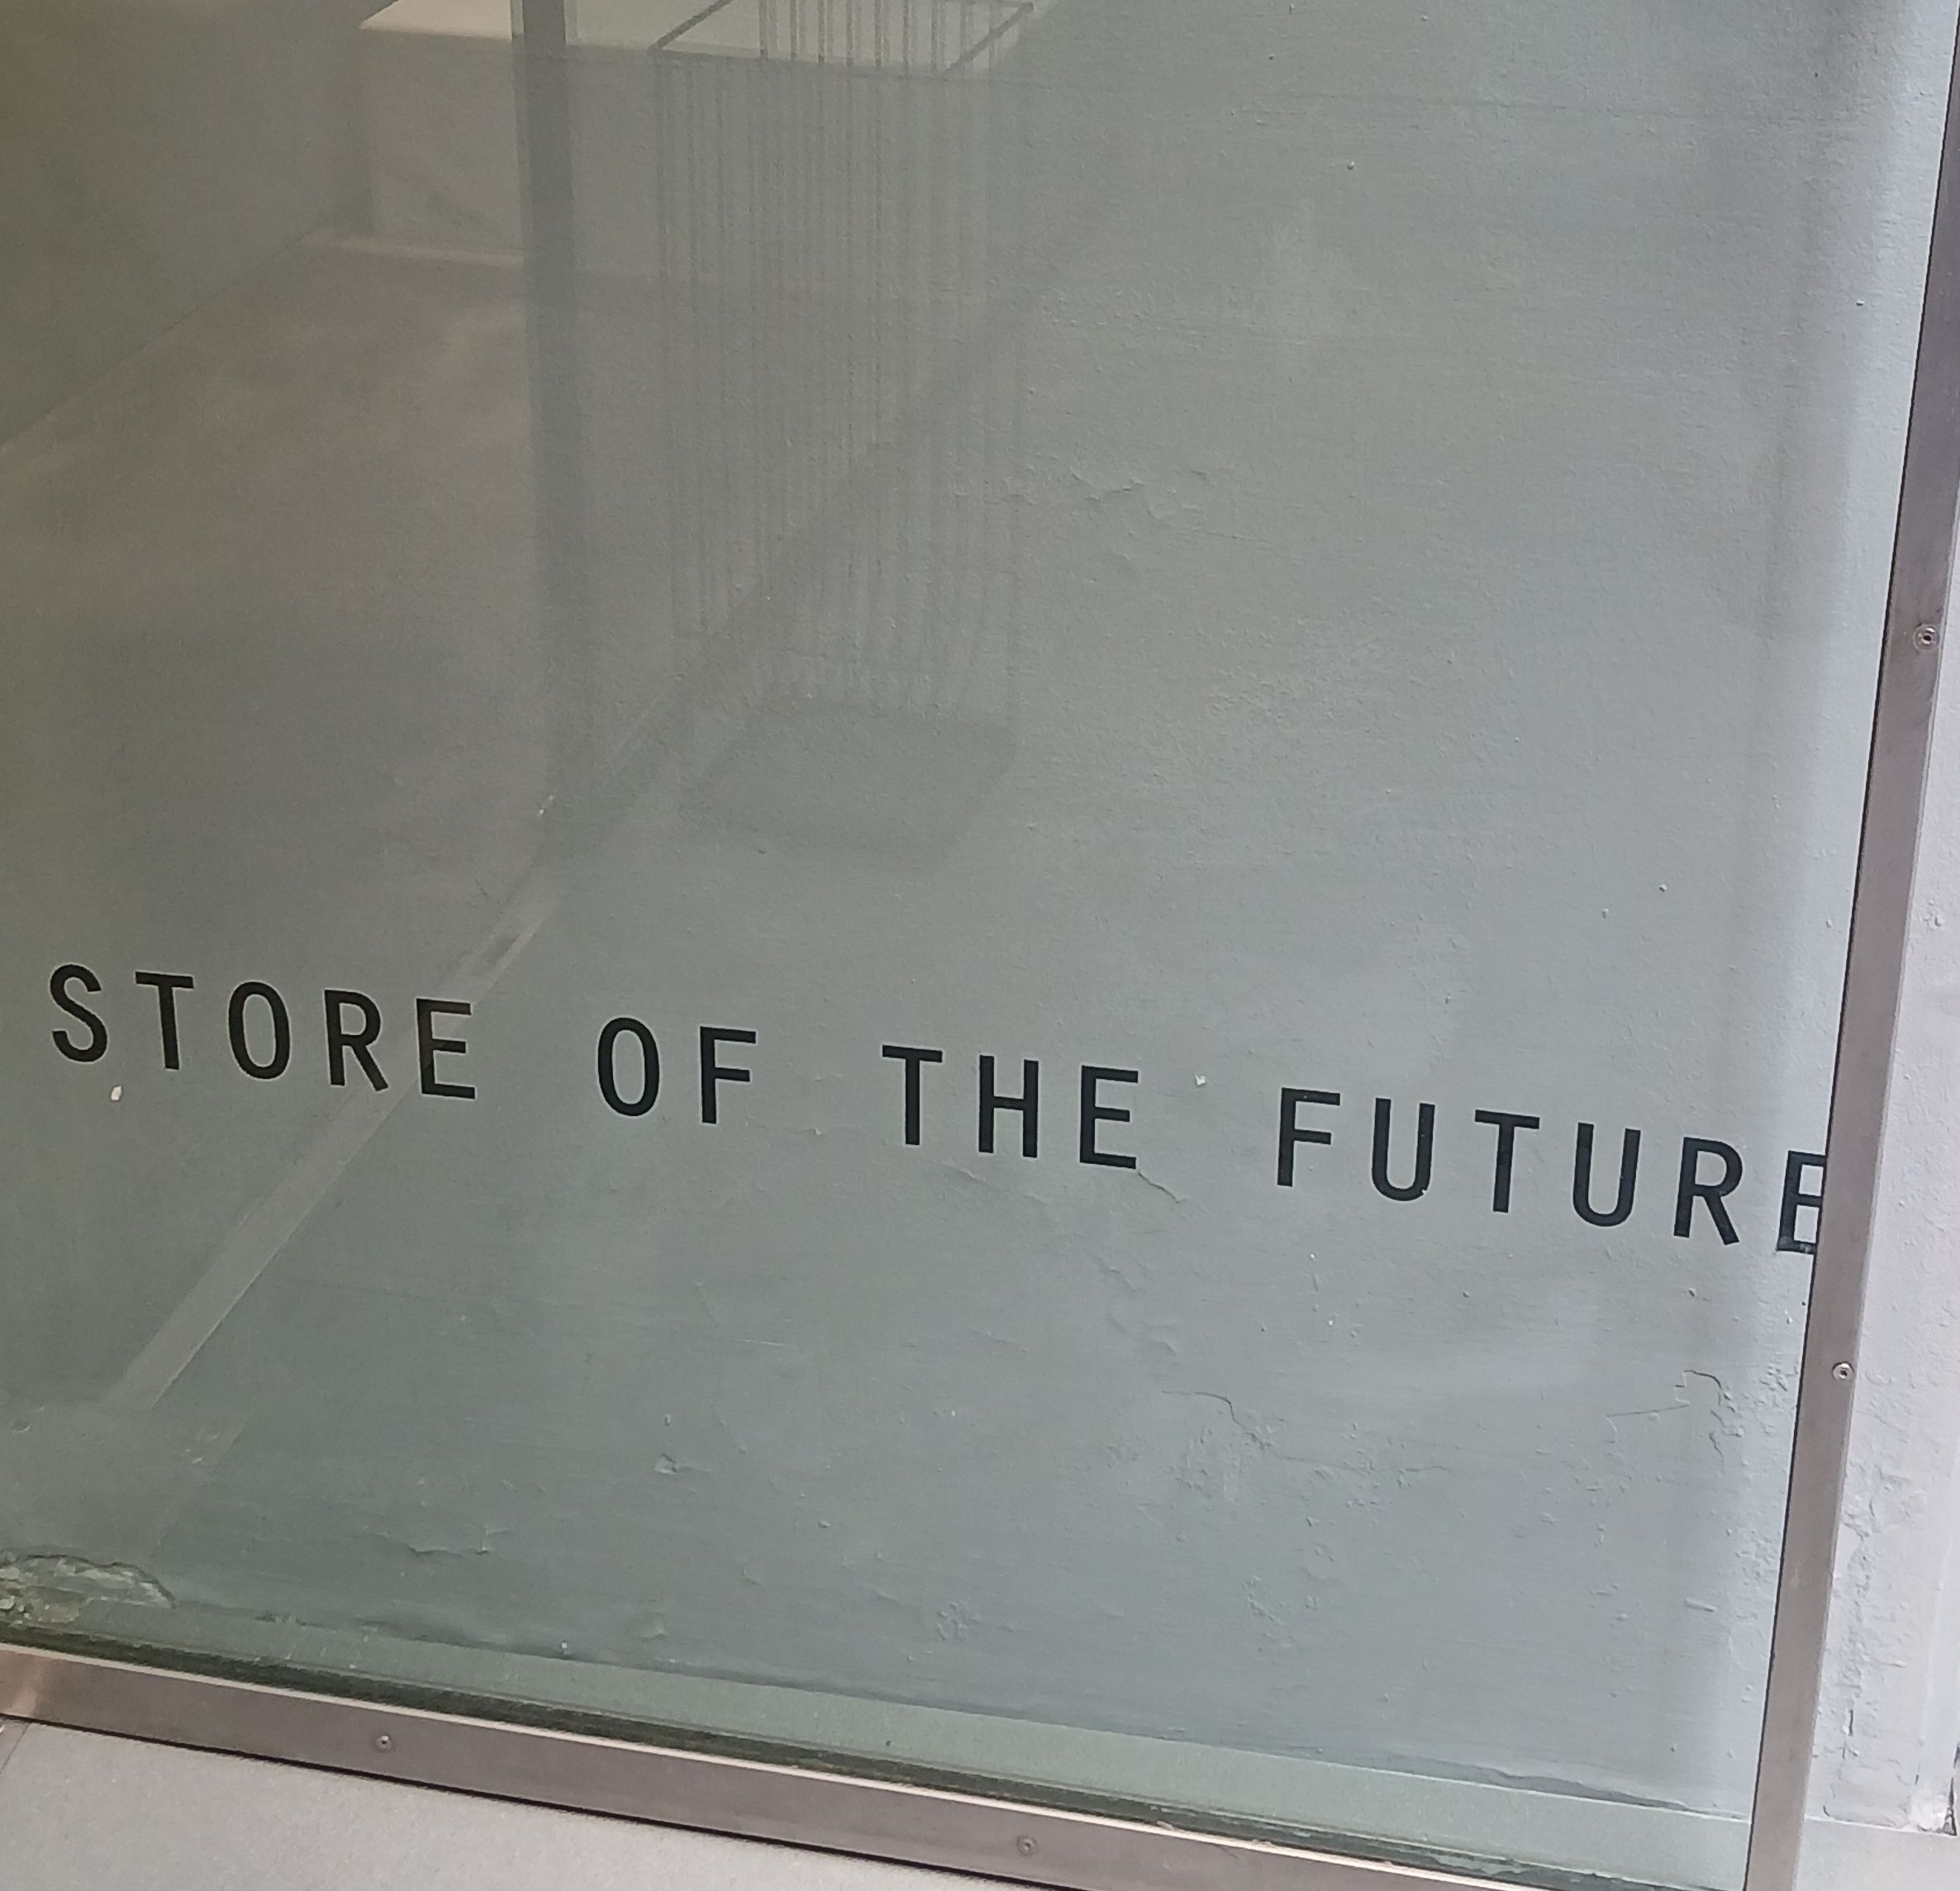 STORE OF THE FUTURE